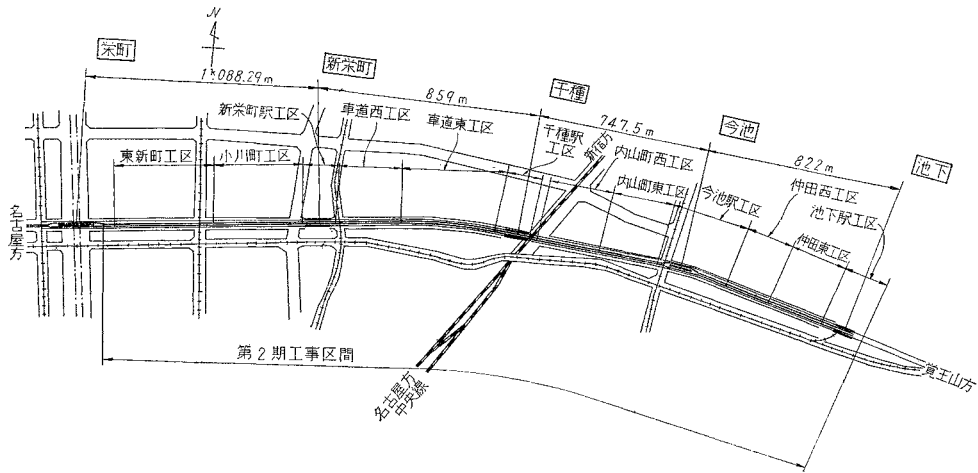 N
栄町
1,088.29m
新栄町
859m
千種
747.5m
今池
822m
池下
東新町工区
小川町工区
新栄町駅工区
車道西工区
車道東工区
千種駅
工区
内山町西工区
内山町東工区
今池駅工区
仲田西工区
池下駅工区
仲田東工区
名古屋方
第2期工事区間
名古屋方
中央線
覚王山方